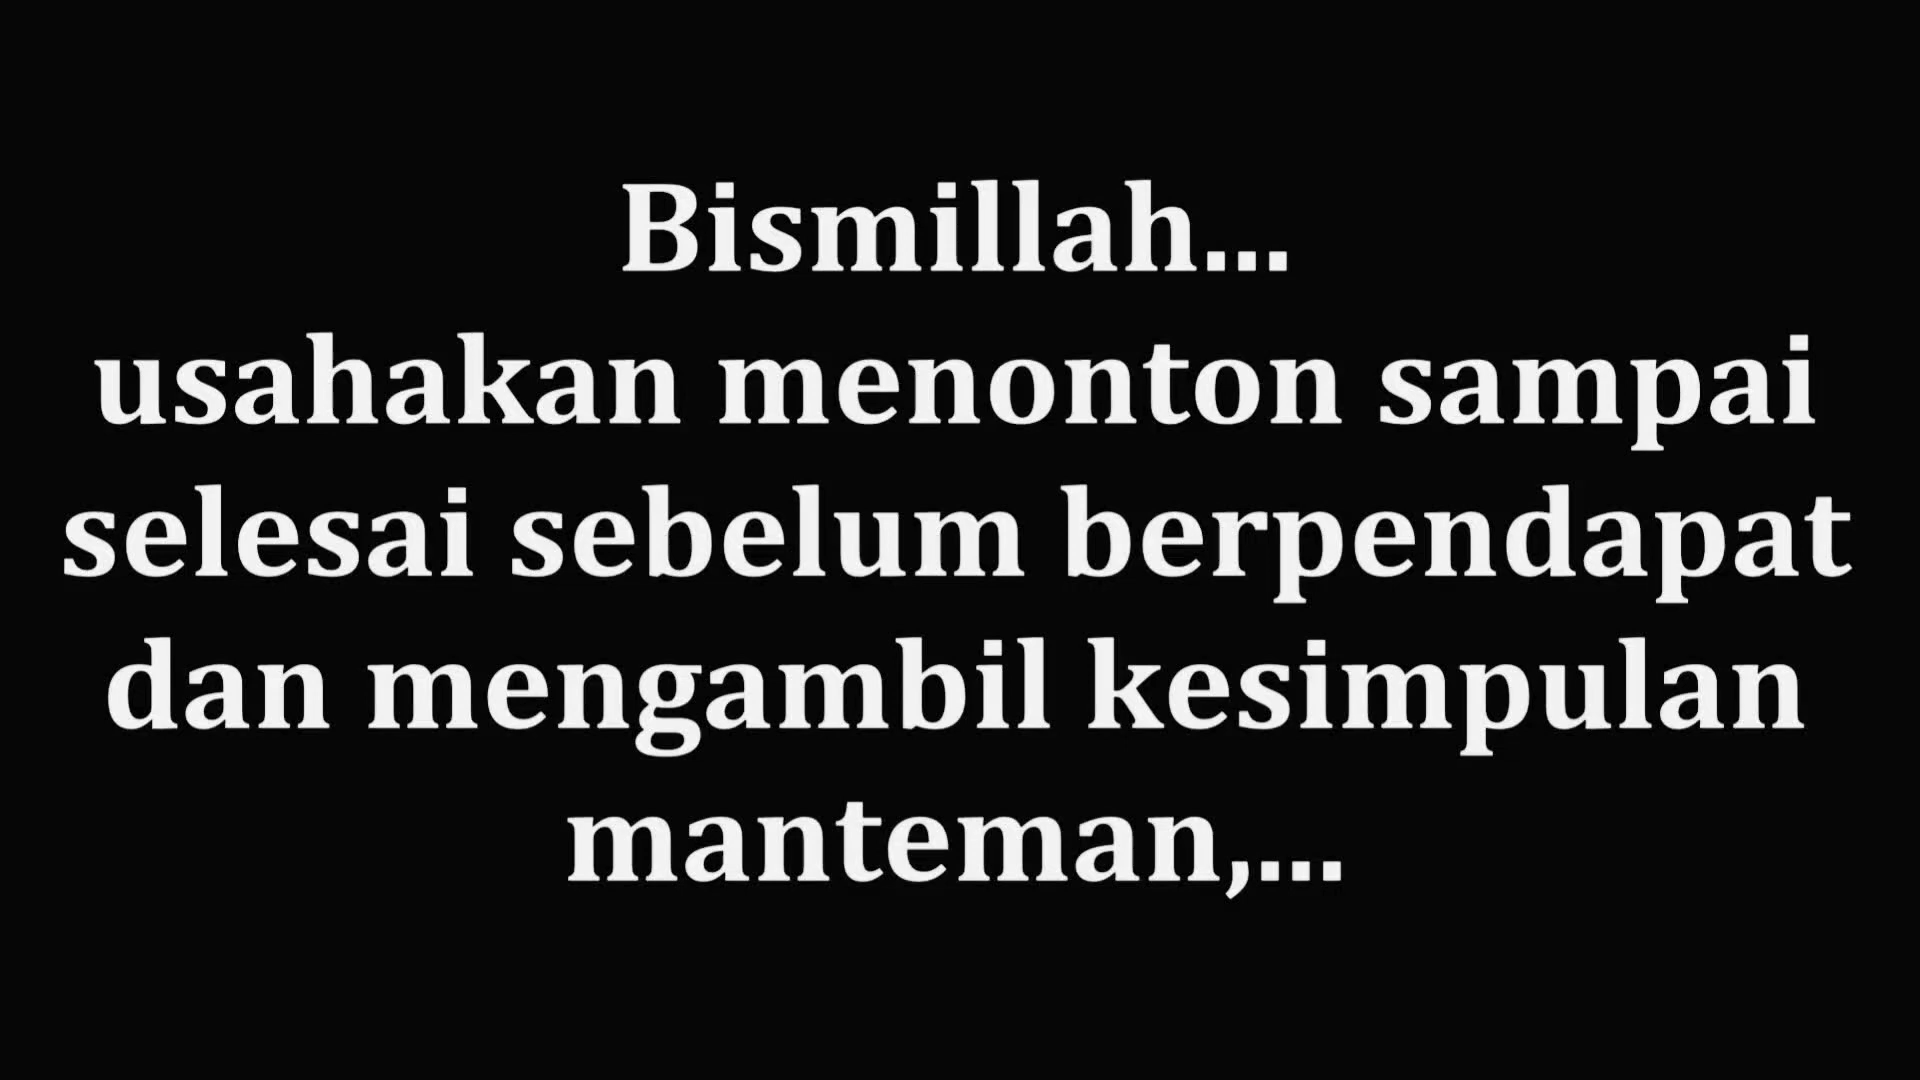 Bismillah...
usahakan menonton sampai
selesai sebelum berpendapat
dan mengambil kesimpulan
manteman,...